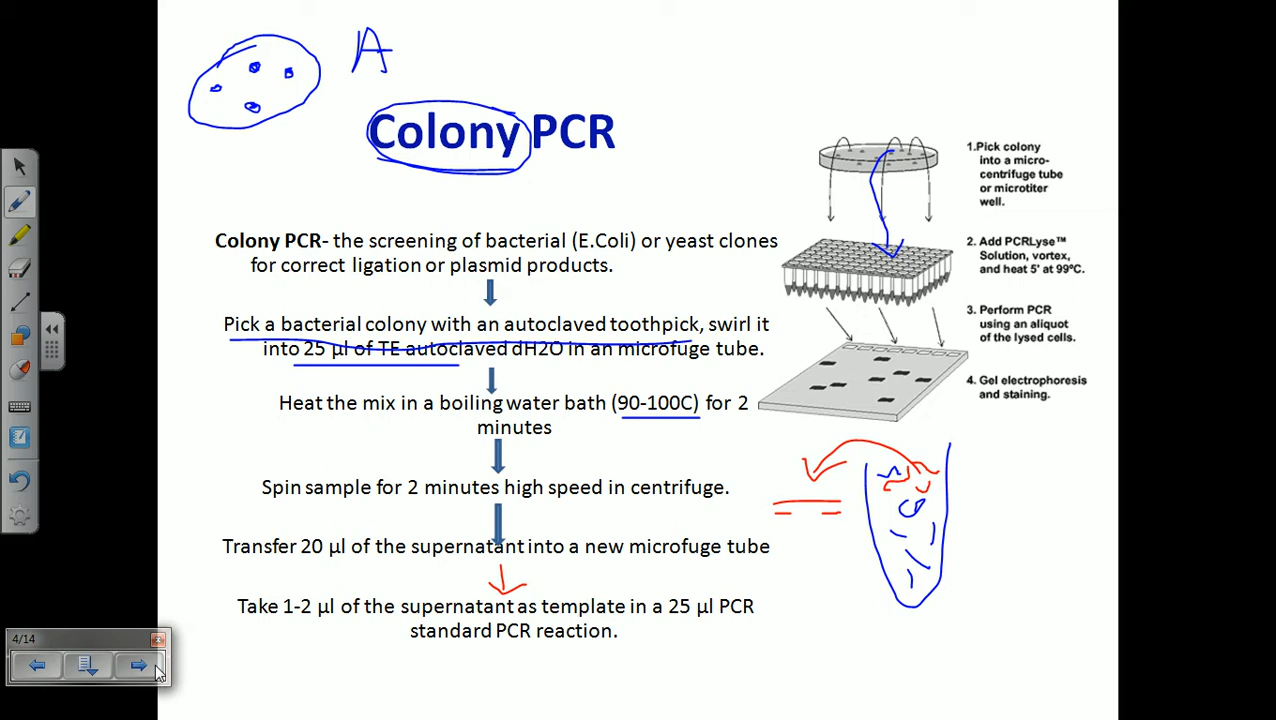 A
Colony PCR
Colony PCR- the screening of bacterial (E.Coli) or yeast clones
for correct ligation or plasmid products.
Pick a bacterial colony with an autoclaved toothpick, swirl it
into 25 µl of TE autoclaved dH2O in an microfuge tube.
Heat the mix in a boiling water bath (90-100C) for 2
minutes
Spin sample for 2 minutes high speed in centrifuge.
Transfer 20 µl of the supernatant into a new microfuge tube
Take 1-2 µl of the supernatant as template in a 25 µl PCR
standard PCR reaction.
1.Pick colony
into a micro-
centrifuge tube
or microtiter
well.
2. Add PCRLyse™
Solution, vortex,
and heat 5' at 99ºC.
3. Perform PCR
using an aliquot
of the lysed cells.
4. Gel electrophoresis
and staining.
4/14